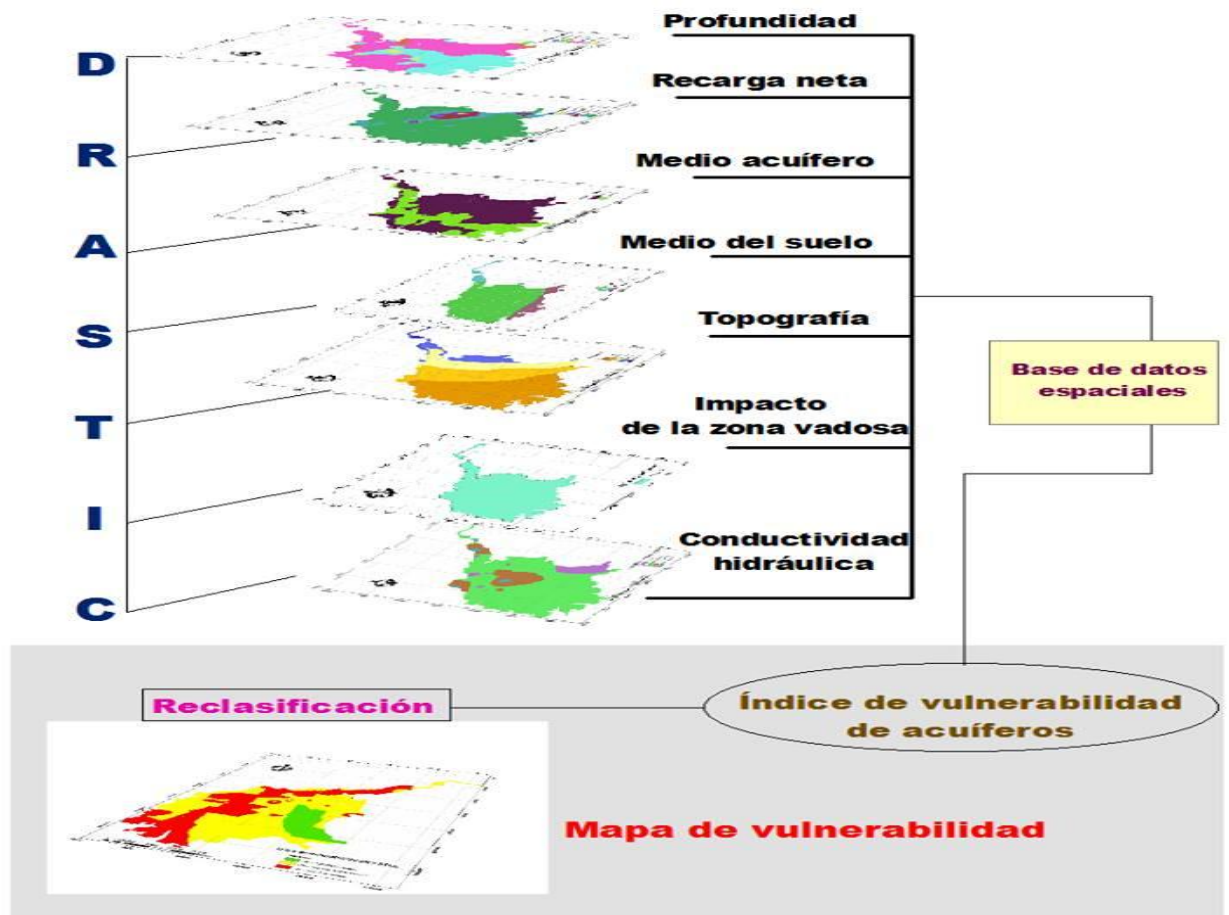 Profundidad
D
Recarga neta
R
Medio acuífero
A
Medio del suelo
S
Topografía
T
Impacto
de la zona vadosa
I
Conductividad
hidráulica
C
Base de datos
espaciales
Índice de vulnerabilidad
de acuíferos
Reclasificación
Mapa de vulnerabilidad